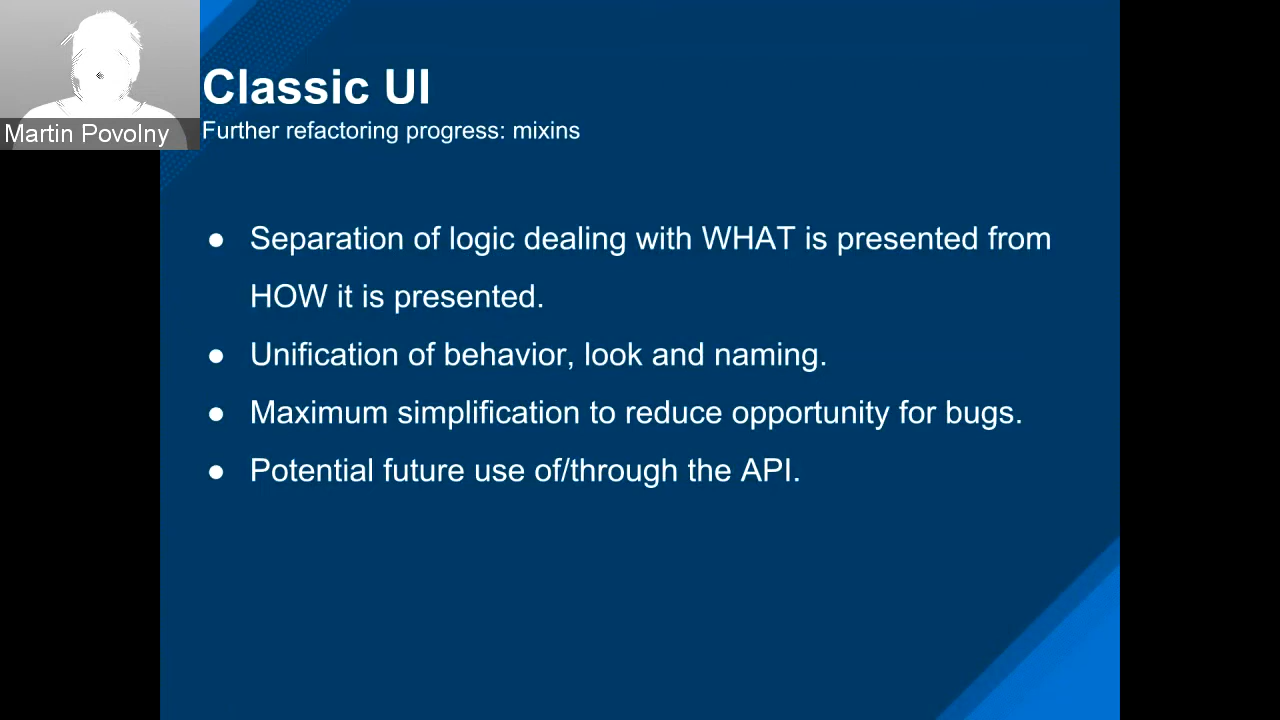 Martin Povolny
Classic UI
Further refactoring progress: mixins
● Separation of logic dealing with WHAT is presented from
HOW it is presented.
● Unification of behavior, look and naming.
● Maximum simplification to reduce opportunity for bugs.
● Potential future use of/through the API.